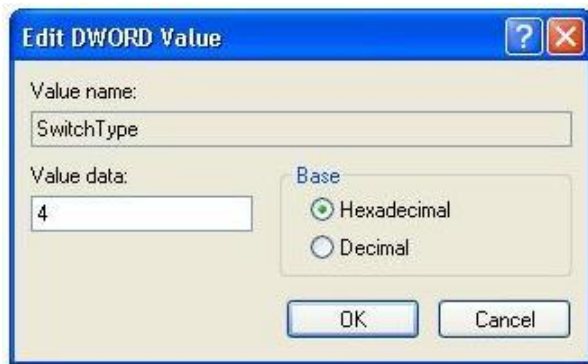 Edit DWORD Value
?
Value name:
SwitchType
Value data:
4
Base
Hexadecimal
Decimal
OK
Cancel